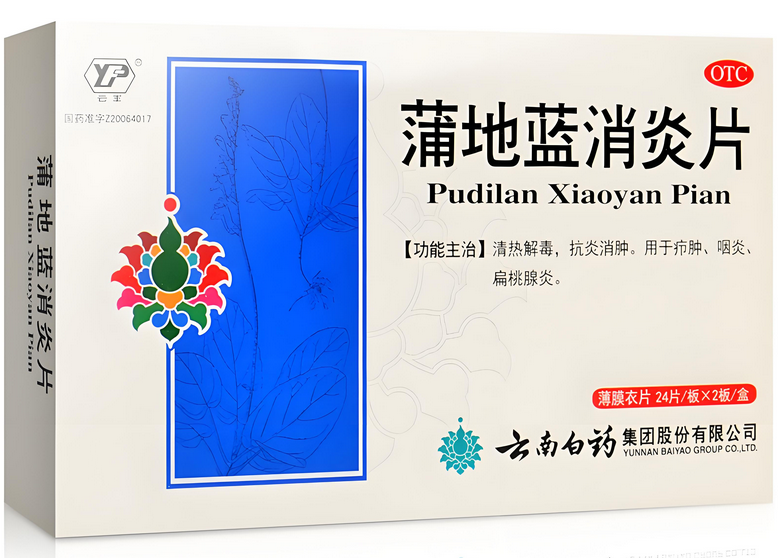 YP
云玉
国药准字Z20064017
OTC
蒲地蓝消炎片
Pudilan Xiaoyan Pian
【功能主治】清热解毒，抗炎消肿。用于疖肿、咽炎、
扁桃腺炎。
薄膜衣片 24片/板×2板/盒
云南白药 集团股份有限公司
YUNNAN BAIYAO GROUP CO.,LTD.
蒲地蓝消炎片
Pudilan Xiaoyan Pian